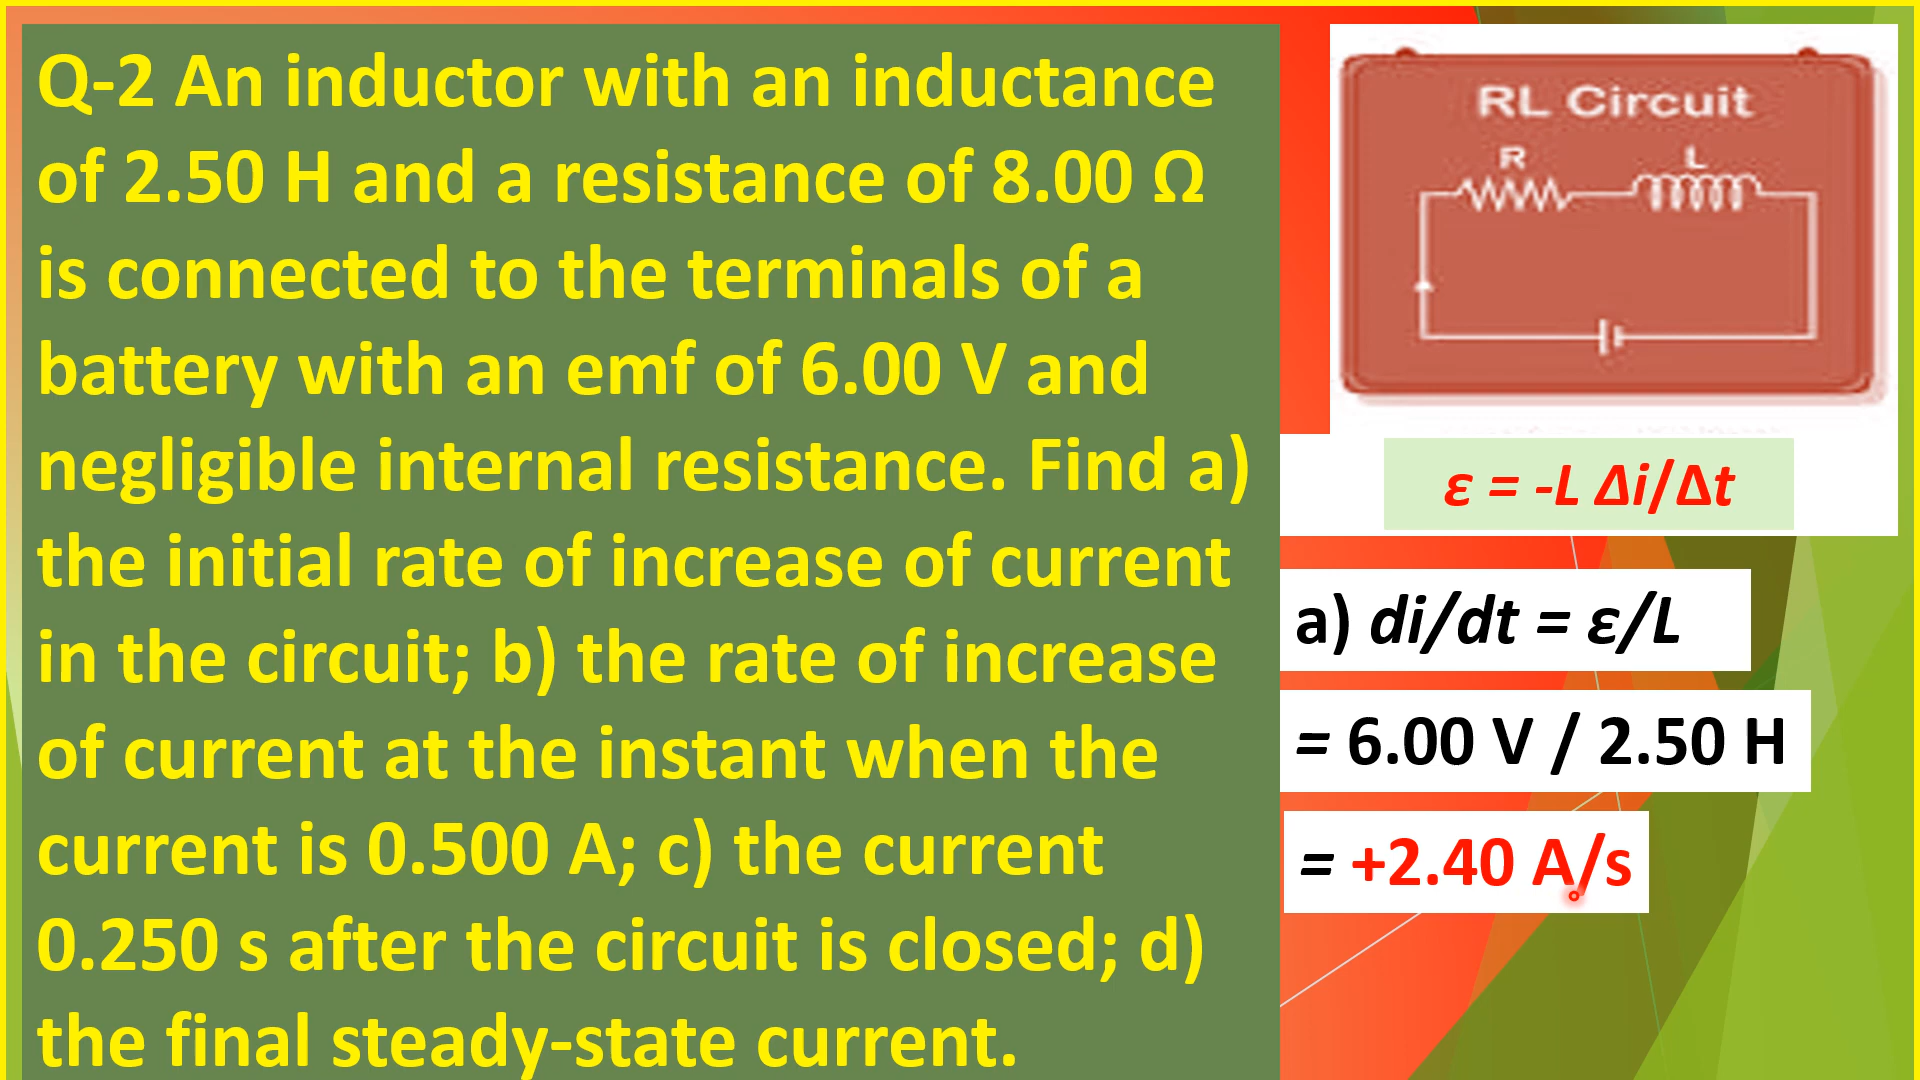 Q-2 An inductor with an inductance
of 2.50 H and a resistance of 8.00 Ω
is connected to the terminals of a
battery with an emf of 6.00 V and
negligible internal resistance. Find a)
the initial rate of increase of current
in the circuit; b) the rate of increase
of current at the instant when the
current is 0.500 A; c) the current
0.250 s after the circuit is closed; d)
the final steady-state current.
RL Circuit
R L
ε = -L Δi/Δt
a) di/dt = ε/L
= 6.00 V / 2.50 H
= +2.40 A/s